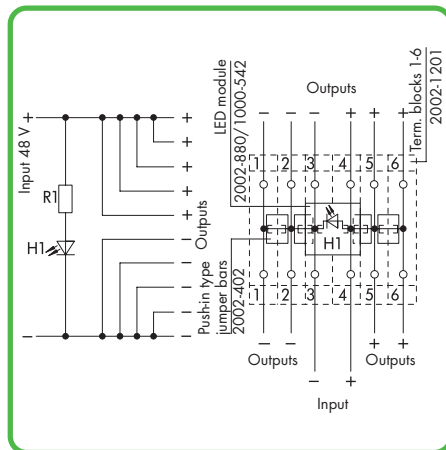 Input 48 V
+
−
R1
H1
+
+
+
+
+
−
−
−
−
−
Outputs
Push-in type
jumper bars
2002-402
LED module
2002-880/1000-542
Outputs
− − − + + +
Term. blocks 1-6
2002-1201
1 2 3 4 5 6
H1
1 2 3 4 5 6
− − + +
Outputs Outputs
− +
Input